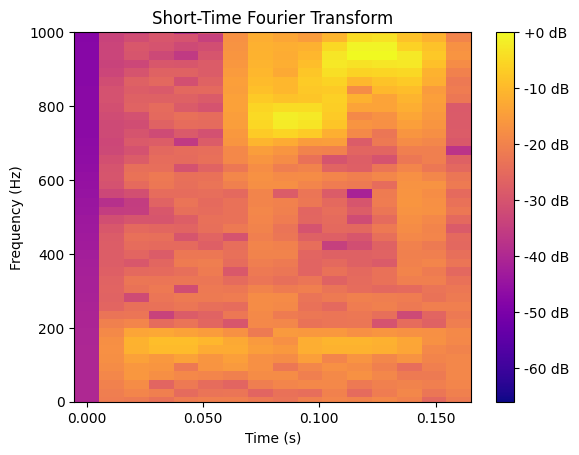 Short-Time Fourier Transform
1000
800
600
400
200
0
Frequency (Hz)
0.000
0.050
0.100
0.150
Time (s)
+0 dB
-10 dB
-20 dB
-30 dB
-40 dB
-50 dB
-60 dB